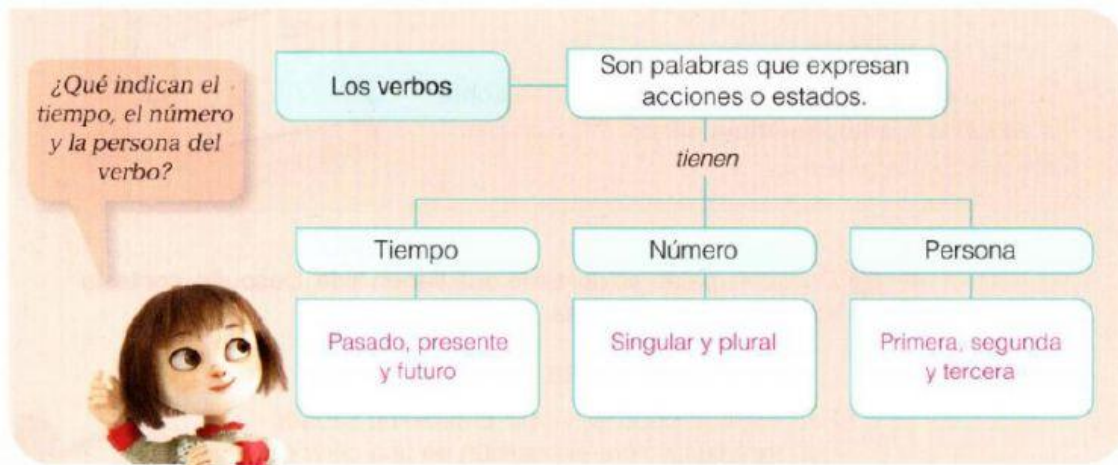 ¿Qué indican el
tiempo, el número
y la persona del
verbo?
Los verbos
Son palabras que expresan
acciones o estados.
tienen
Tiempo
Número
Persona
Pasado, presente
y futuro
Singular y plural
Primera, segunda
y tercera